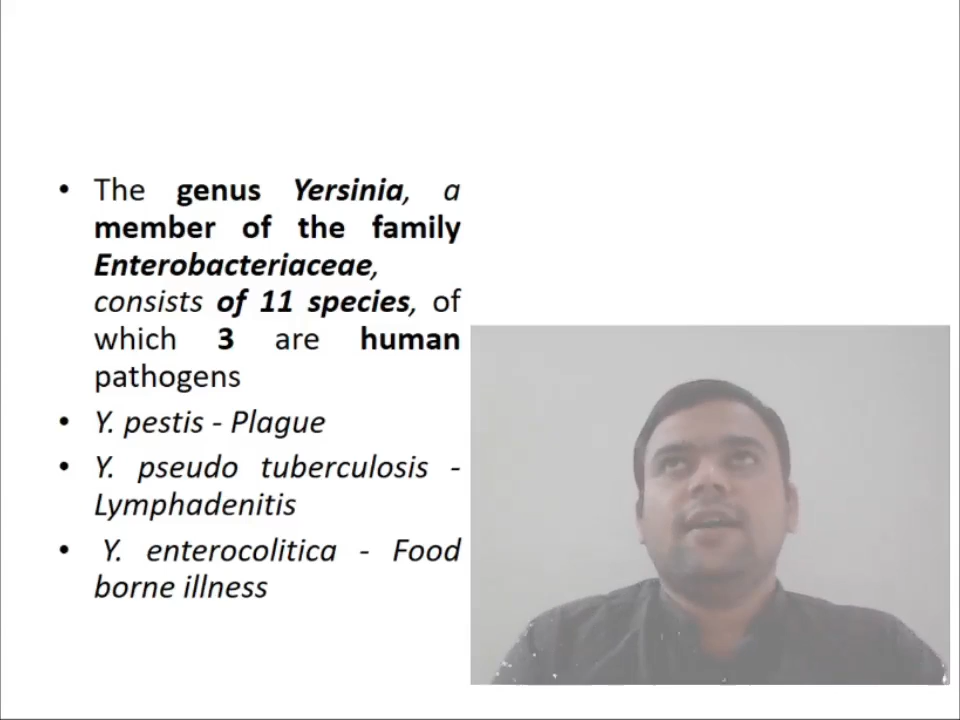 • The genus Yersinia, a
member of the family
Enterobacteriaceae,
consists of 11 species, of
which 3 are human
pathogens
• Y. pestis - Plague
• Y. pseudo tuberculosis -
Lymphadenitis
• Y. enterocolitica - Food
borne illness